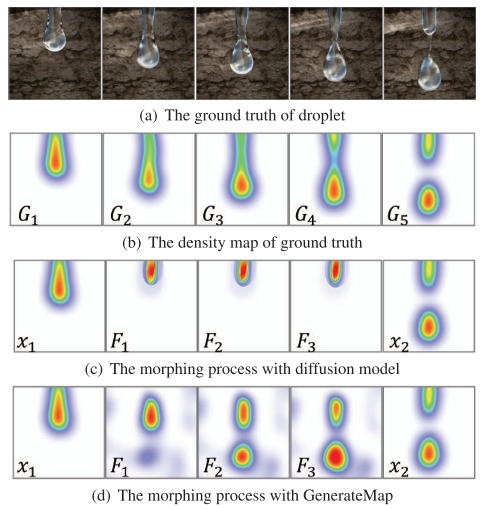 (a) The ground truth of droplet
G₁ G₂ G₃ G₄ G₅
(b) The density map of ground truth
x₁ F₁ F₂ F₃ x₂
(c) The morphing process with diffusion model
x₁ F₁ F₂ F₃ x₂
(d) The morphing process with GenerateMap